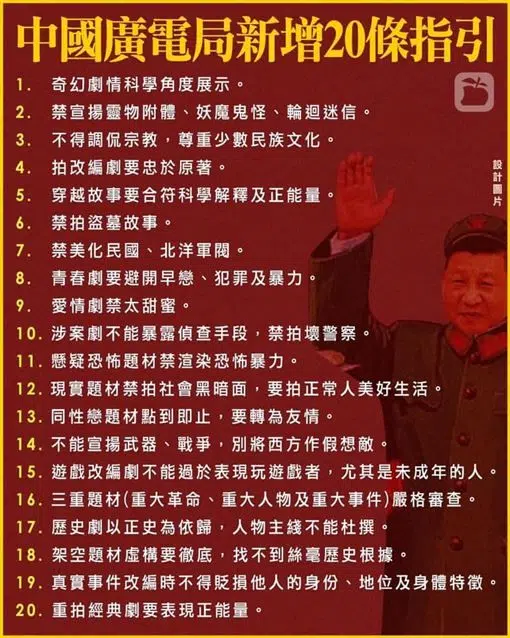 中國廣電局新增20條指引
1. 奇幻劇情科學角度展示。
2. 禁宣揚靈物附體、妖魔鬼怪、輪迴迷信。
3. 不得調侃宗教，尊重少數民族文化。
4. 拍改編劇要忠於原著。
5. 穿越故事要合符科學解釋及正能量。
6. 禁拍盜墓故事。
7. 禁美化民國、北洋軍閥。
8. 青春劇要避開早戀、犯罪及暴力。
9. 愛情劇禁太甜蜜。
10. 涉案劇不能暴露偵查手段，禁拍壞警察。
11. 懸疑恐怖題材禁渲染恐怖暴力。
12. 現實題材禁拍社會黑暗面，要拍正常人美好生活。
13. 同性戀題材點到即止，要轉為友情。
14. 不能宣揚武器、戰爭，別將西方作假想敵。
15. 遊戲改編劇不能過於表現玩遊戲者，尤其是未成年的人。
16. 三重題材(重大革命、重大人物及重大事件)嚴格審查。
17. 歷史劇以正史為依歸，人物主綫不能杜撰。
18. 架空題材虛構要徹底，找不到絲毫歷史根據。
19. 真實事件改編時不得貶損他人的身份、地位及身體特徵。
20. 重拍經典劇要表現正能量。
設計圖片